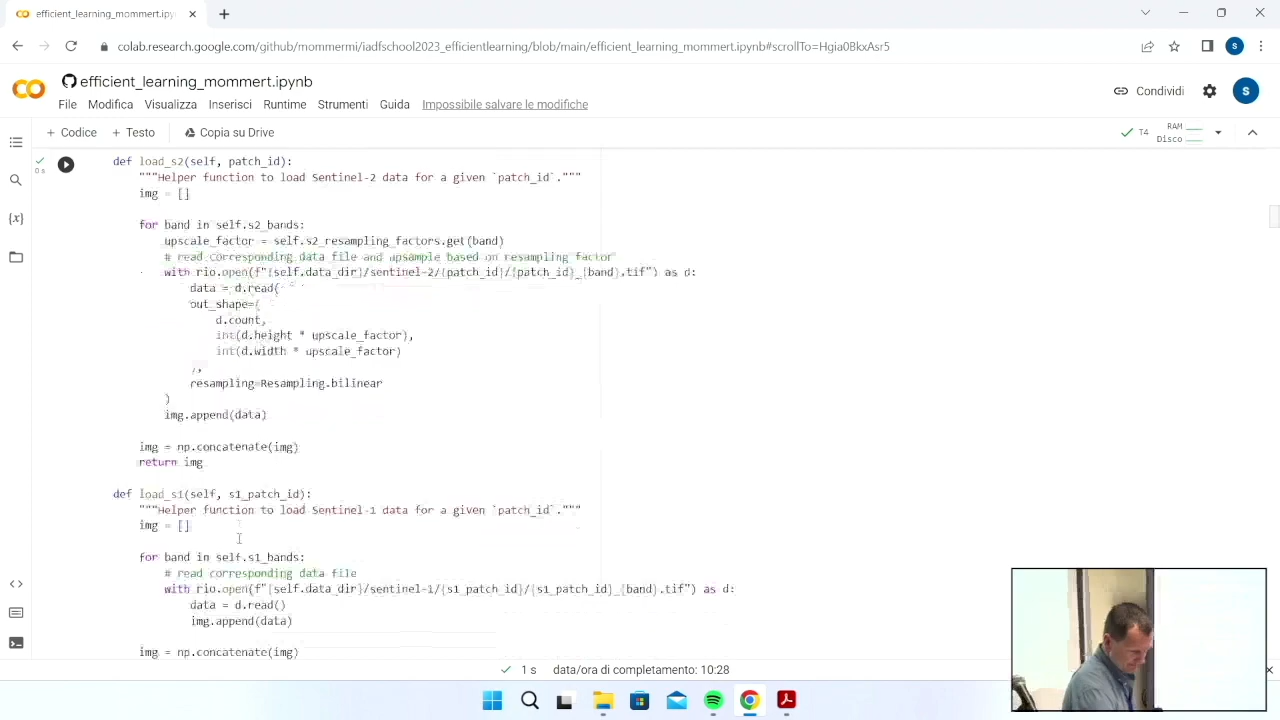 efficient_learning_mommert.ipyn
colab.research.google.com/github/mommermi/iadfschool2023_efficientlearning/blob/main/efficient_learning_mommert.ipynb#scrollTo=Hgia0BkxAsr5
S
efficient_learning_mommert.ipynb
File Modifica Visualizza Inserisci Runtime Strumenti Guida Impossibile salvare le modifiche
Condividi
S
+ Codice + Testo Copia su Drive
T4
RAM
Disco
0 s
def load_s2(self, patch_id):
"""Helper function to load Sentinel-2 data for a given `patch_id`."""
img = []
for band in self.s2_bands:
upscale_factor = self.s2_resampling_factors.get(band)
# read corresponding data file and upsample based on resampling factor
with rio.open(f"{self.data_dir}/sentinel-2/{patch_id}/{patch_id}_{band}.tif") as d:
data = d.read(
out_shape=(
d.count,
int(d.height * upscale_factor),
int(d.width * upscale_factor)
),
resampling=Resampling.bilinear
)
img.append(data)
img = np.concatenate(img)
return img
def load_s1(self, s1_patch_id):
"""Helper function to load Sentinel-1 data for a given `patch_id`."""
img = []
for band in self.s1_bands:
# read corresponding data file
with rio.open(f"{self.data_dir}/sentinel-1/{s1_patch_id}/{s1_patch_id}_{band}.tif") as d:
data = d.read()
img.append(data)
img = np.concatenate(img)
1 s data/ora di completamento: 10:28